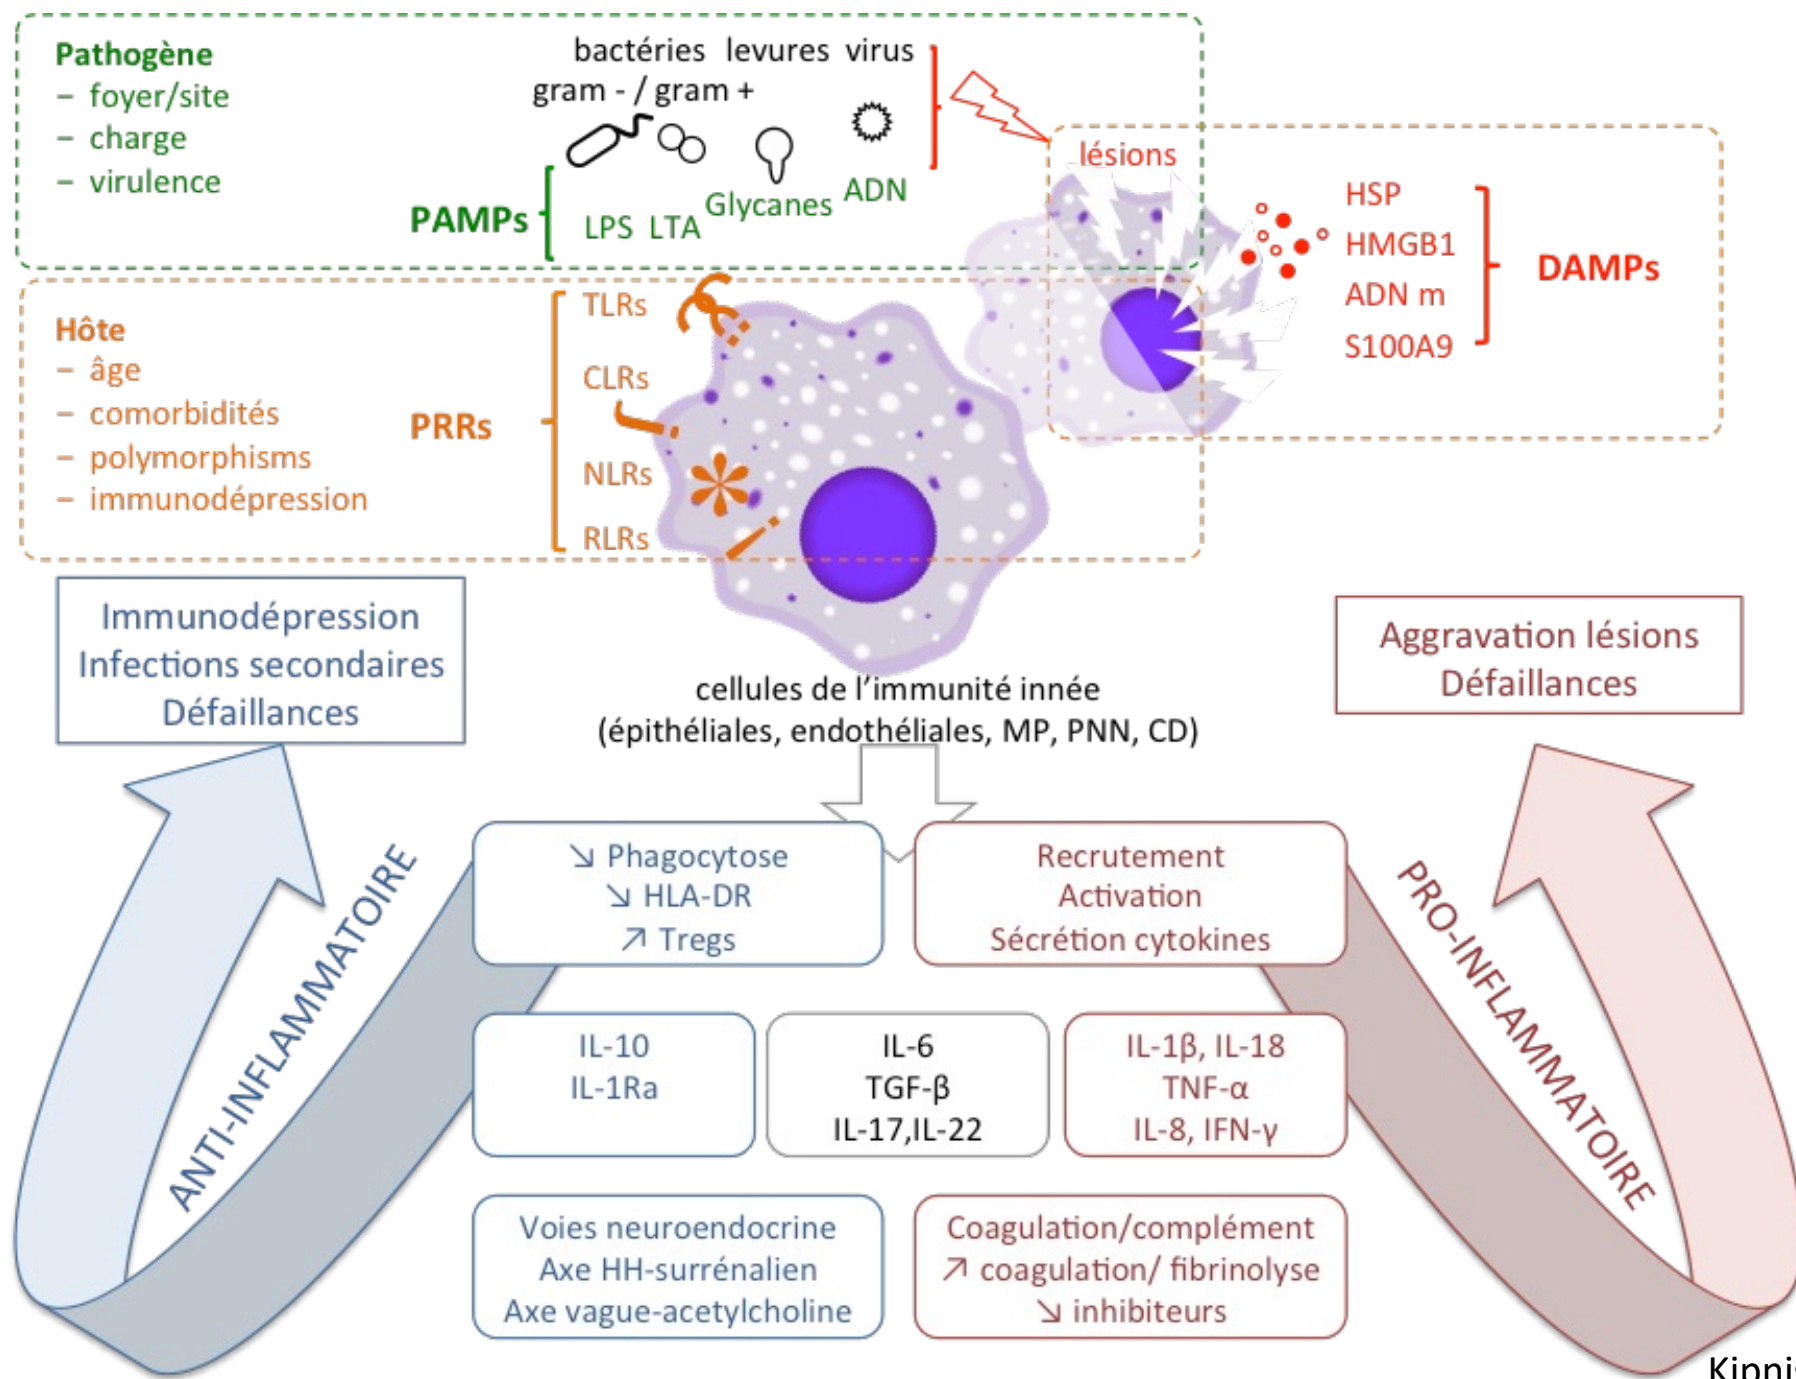 Pathogène
– foyer/site
– charge
– virulence
bactéries levures virus
gram - / gram +
PAMPs
LPS LTA Glycanes ADN
lésions
HSP
HMGB1
ADN m
S100A9
DAMPs
Hôte
– âge
– comorbidités
– polymorphisms
– immunodépression
PRRs
TLRs
CLRs
NLRs
RLRs
cellules de l'immunité innée
(épithéliales, endothéliales, MP, PNN, CD)
Immunodépression
Infections secondaires
Défaillances
Aggravation lésions
Défaillances
ANTI-INFLAMMATOIRE
PRO-INFLAMMATOIRE
↘ Phagocytose
↘ HLA-DR
↗ Tregs
Recrutement
Activation
Sécrétion cytokines
IL-10
IL-1Ra
IL-6
TGF-β
IL-17,IL-22
IL-1β, IL-18
TNF-α
IL-8, IFN-γ
Voies neuroendocrine
Axe HH-surrénalien
Axe vague-acetylcholine
Coagulation/complément
↗ coagulation/ fibrinolyse
↘ inhibiteurs